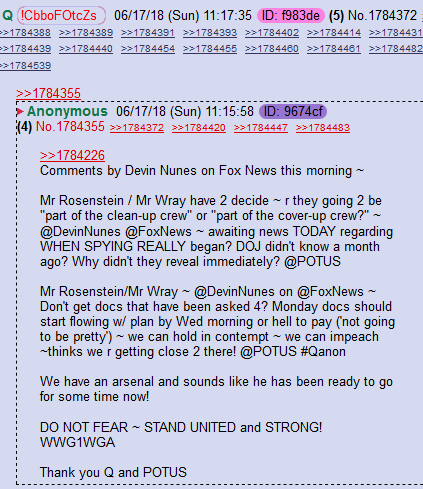 Q !CbboFOtcZs 06/17/18 (Sun) 11:17:35 ID: f983de (5) No.1784372
>>1784388 >>1784389 >>1784391 >>1784393 >>1784402 >>1784414 >>1784431
>>1784439 >>1784440 >>1784454 >>1784455 >>1784460 >>1784461 >>1784482
>>1784539
>>1784355
Anonymous 06/17/18 (Sun) 11:15:58 ID: 9674cf
(4) No.1784355 >>1784372 >>1784420 >>1784447 >>1784483
>>1784226
Comments by Devin Nunes on Fox News this morning ~
Mr Rosenstein / Mr Wray have 2 decide ~ r they going 2 be
"part of the clean-up crew" or "part of the cover-up crew?" ~
@DevinNunes @FoxNews ~ awaiting news TODAY regarding
WHEN SPYING REALLY began? DOJ didn't know a month
ago? Why didn't they reveal immediately? @POTUS
Mr Rosenstein/Mr Wray ~ @DevinNunes on @FoxNews ~
Don't get docs that have been asked 4? Monday docs should
start flowing w/ plan by Wed morning or hell to pay ('not going
to be pretty') ~ we can hold in contempt ~ we can impeach
~thinks we r getting close 2 there! @POTUS #Qanon
We have an arsenal and sounds like he has been ready to go
for some time now!
DO NOT FEAR ~ STAND UNITED and STRONG!
WWG1WGA
Thank you Q and POTUS